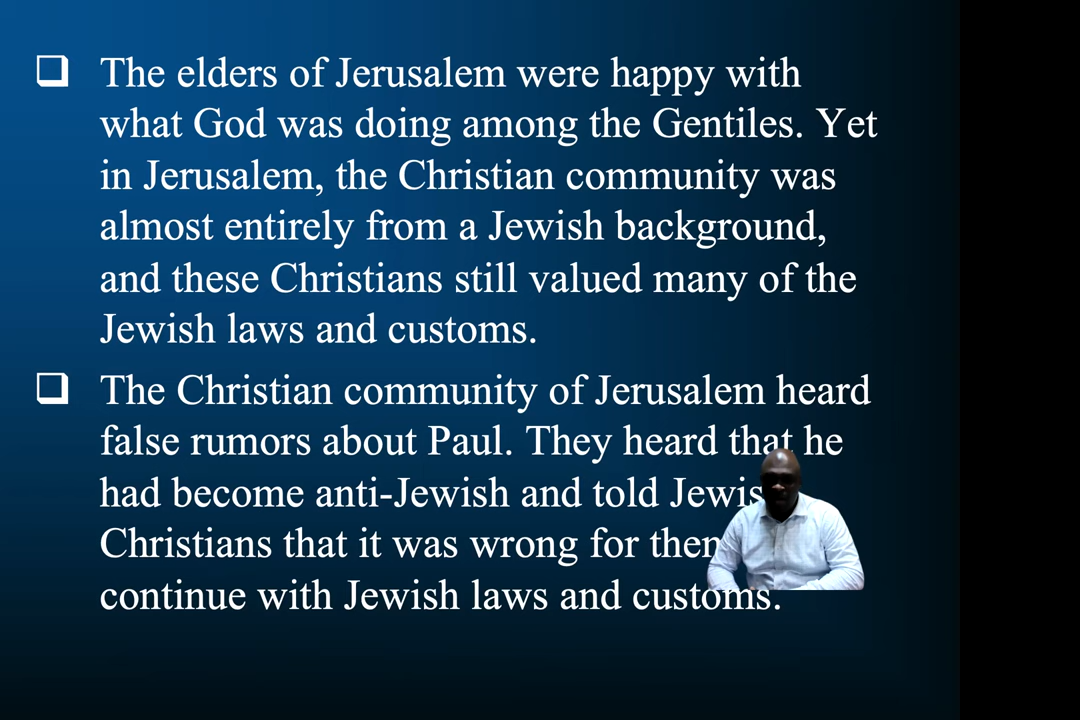 The elders of Jerusalem were happy with
what God was doing among the Gentiles. Yet
in Jerusalem, the Christian community was
almost entirely from a Jewish background,
and these Christians still valued many of the
Jewish laws and customs.
The Christian community of Jerusalem heard
false rumors about Paul. They heard that he
had become anti-Jewish and told
Christians that it was wrong for
continue with Jewish laws and customs.